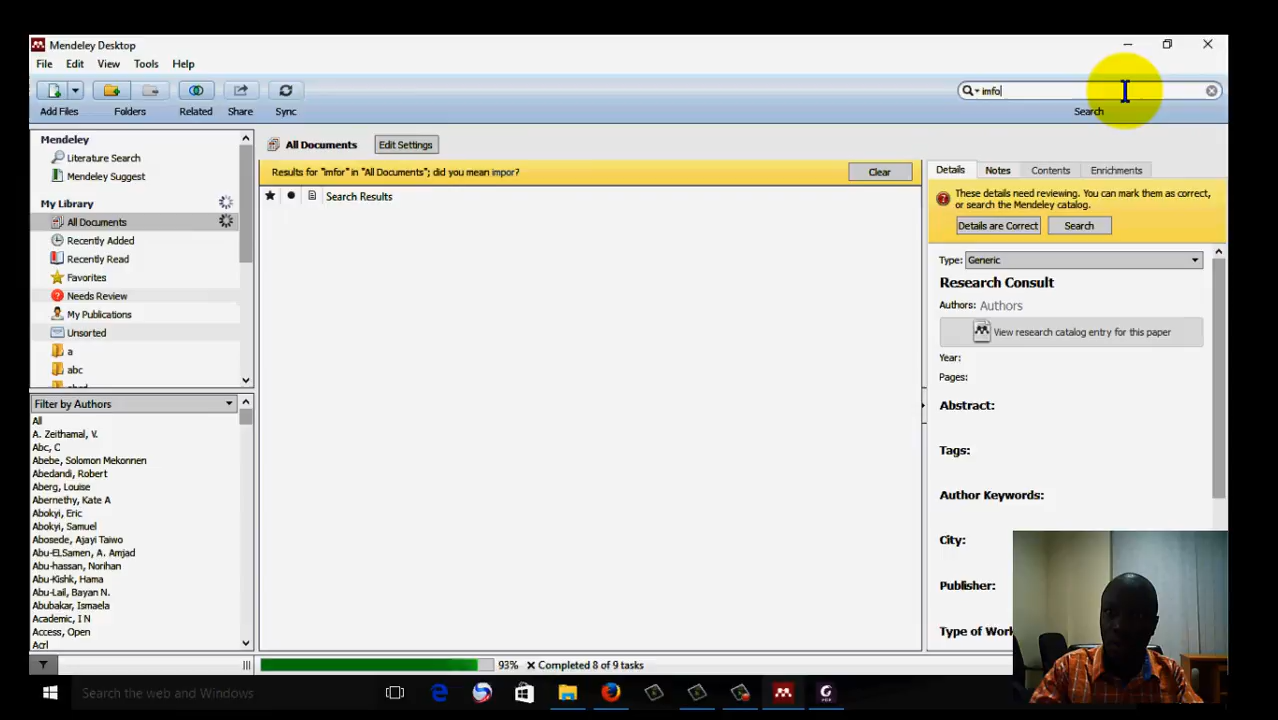 Mendeley Desktop
File Edit View Tools Help
imfo
Add Files Folders Related Share Sync Search
Mendeley
Literature Search
Mendeley Suggest
My Library
All Documents
Recently Added
Recently Read
Favorites
Needs Review
My Publications
Unsorted
a
abc
Filter by Authors
All
A. Zeithamal, V.
Abc, C
Abebe, Solomon Mekonnen
Abedandi, Robert
Aberg, Louise
Abernethy, Kate A
Abokyi, Eric
Abokyi, Samuel
Abosede, Ajayi Taiwo
Abu-ELSamen, A. Amjad
Abu-hassan, Norihan
Abu-Kishk, Hama
Abu-Lail, Bayan N.
Abubakar, Ismaela
Academic, I N
Access, Open
Acrl
All Documents Edit Settings
Results for "imfor" in "All Documents"; did you mean impor? Clear
Search Results
93% Completed 8 of 9 tasks
Details Notes Contents Enrichments
These details need reviewing. You can mark them as correct,
or search the Mendeley catalog.
Details are Correct Search
Type: Generic
Research Consult
Authors: Authors
View research catalog entry for this paper
Year:
Pages:
Abstract:
Tags:
Author Keywords:
City:
Publisher:
Type of Work
Search the web and Windows